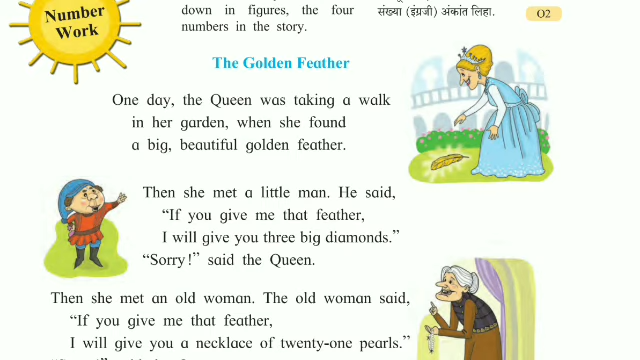 Number
Work
down in figures, the four
numbers in the story.
संख्या (इंग्रजी) अंकांत लिहा.
O2
The Golden Feather
One day, the Queen was taking a walk
in her garden, when she found
a big, beautiful golden feather.
Then she met a little man. He said,
“If you give me that feather,
I will give you three big diamonds.”
“Sorry!” said the Queen.
Then she met an old woman. The old woman said,
“If you give me that feather,
I will give you a necklace of twenty-one pearls.”